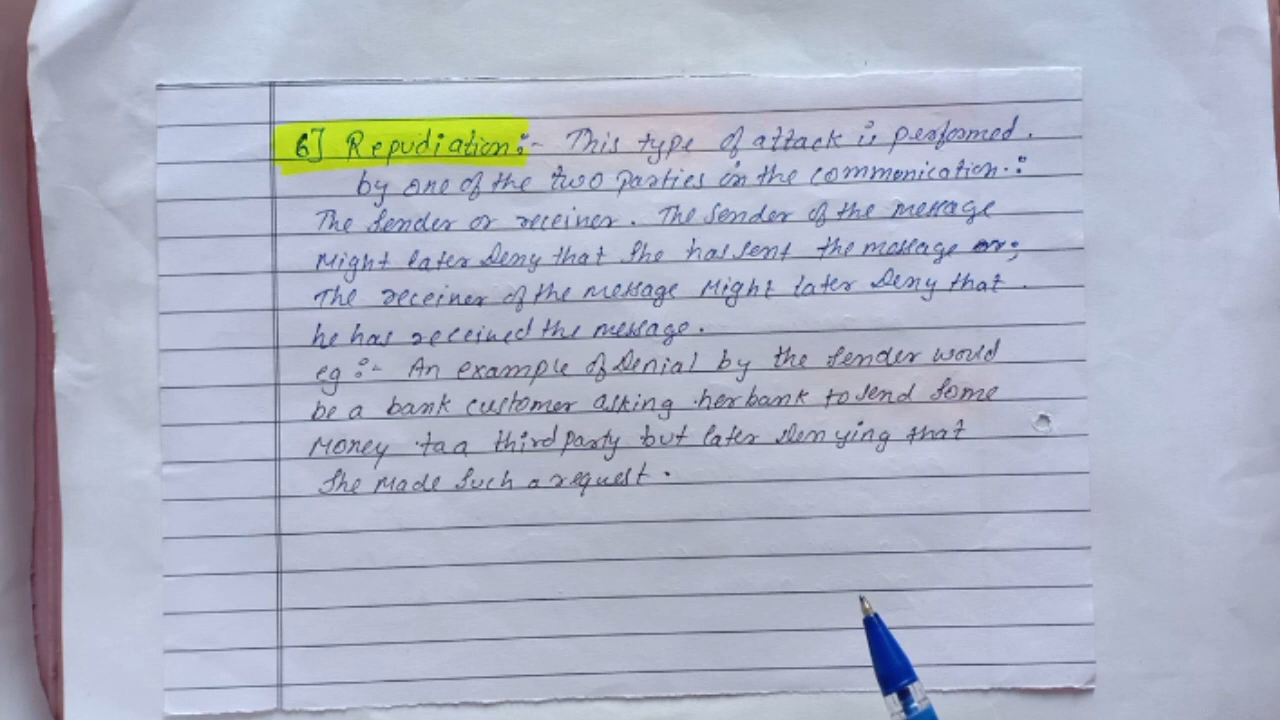 6] Repudiation :- This type of attack is performed.
by one of the two parties in the communication.:
The Sender or receiver. The Sender of the message
Might later Deny that She has sent the message or;
The receiver of the message Might later Deny that.
he has received the message.
eg :- An example of Denial by the Sender would
be a bank customer asking her bank to send Some
Money to a third party but later Denying that
She Made Such a request.